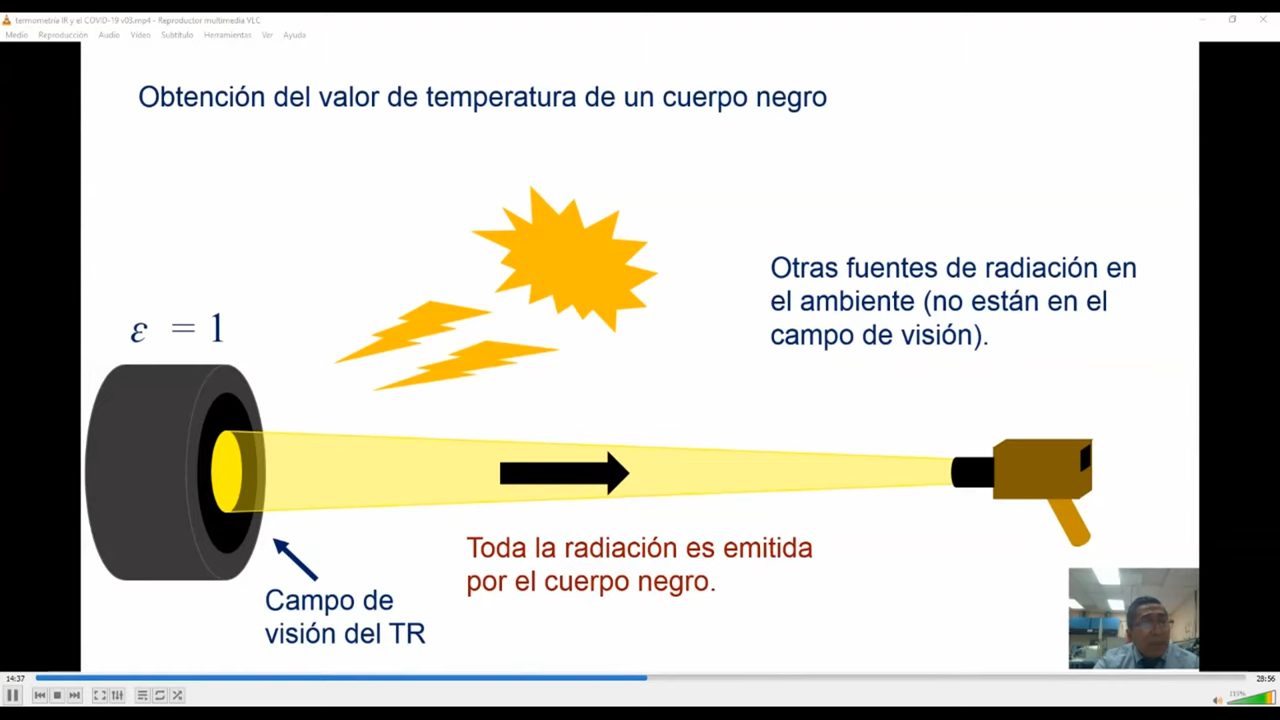 termometría IR y el COVID-19 v03.mp4 - Reproductor multimedia VLC
Medio Reproducción Audio Vídeo Subtítulo Herramientas Ver Ayuda
Obtención del valor de temperatura de un cuerpo negro
Otras fuentes de radiación en
el ambiente (no están en el
campo de visión).
ε = 1
Toda la radiación es emitida
por el cuerpo negro.
Campo de
visión del TR
14:37
28:56